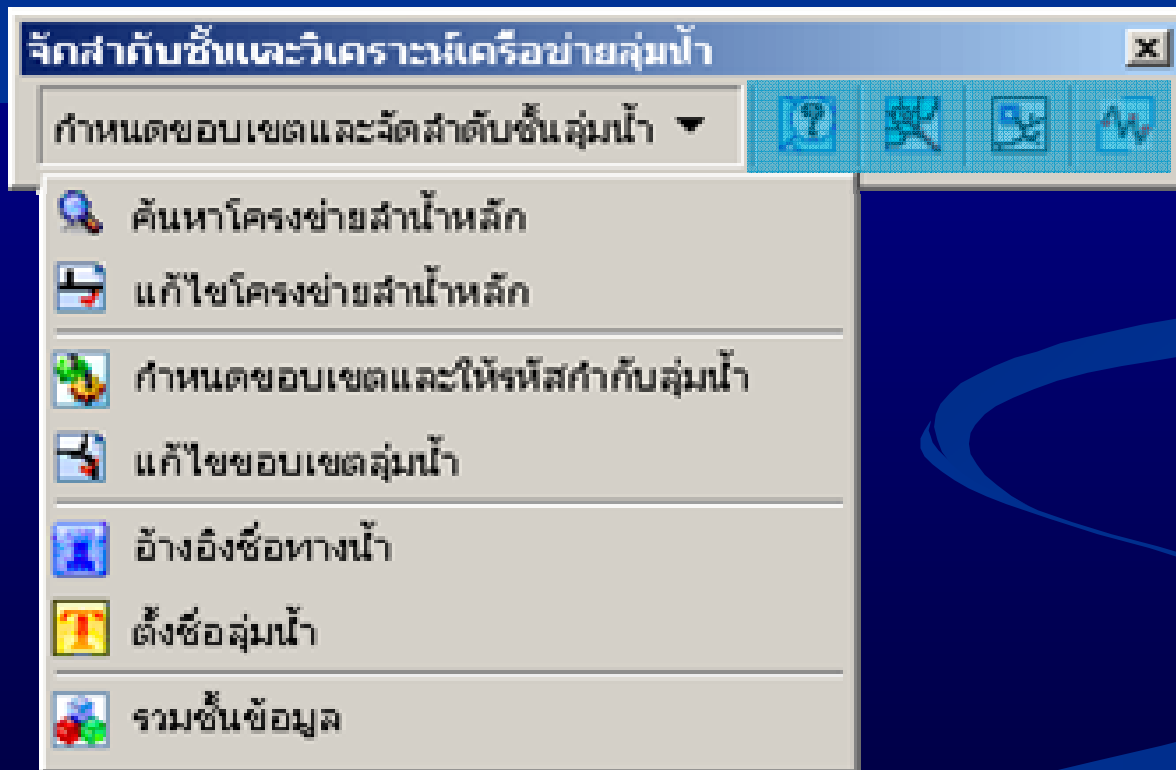 จัดลำดับชั้นและวิเคราะห์เครือข่ายลุ่มน้ำ
กำหนดขอบเขตและจัดลำดับชั้นลุ่มน้ำ
ค้นหาโครงข่ายลำน้ำหลัก
แก้ไขโครงข่ายลำน้ำหลัก
กำหนดขอบเขตและให้รหัสกำกับลุ่มน้ำ
แก้ไขขอบเขตลุ่มน้ำ
อ้างอิงชื่อทางน้ำ
T ตั้งชื่อลุ่มน้ำ
รวมชั้นข้อมูล